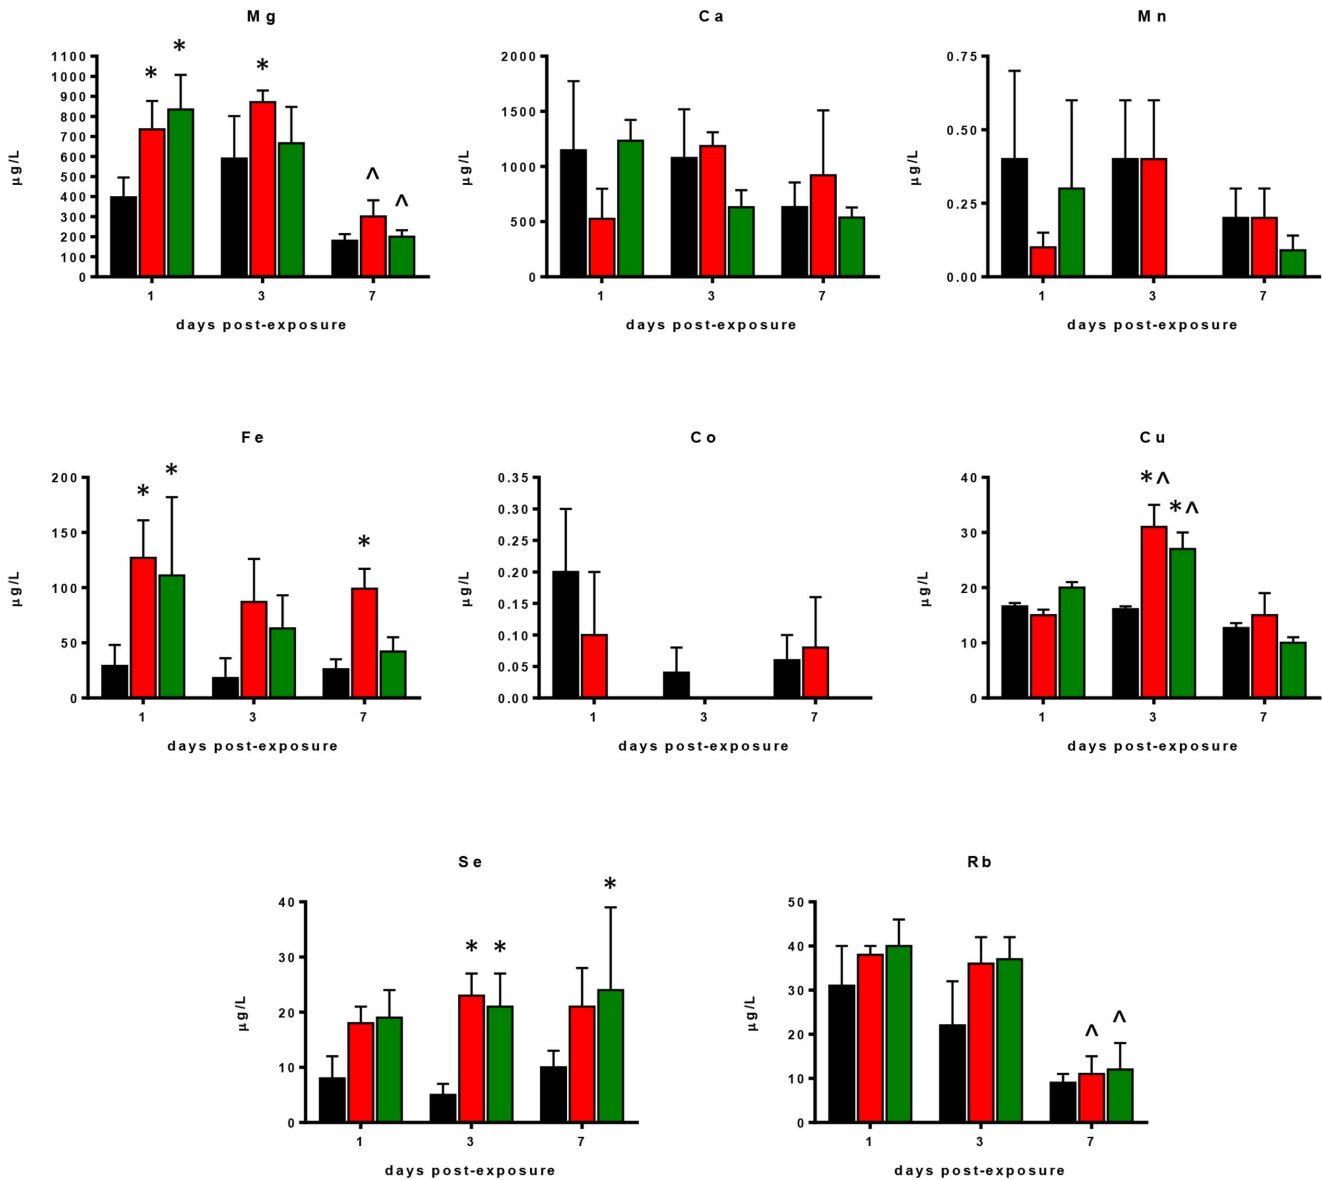 Mg
* *
*
^
^
1100
1000
900
800
700
600
500
400
300
200
100
0
µg/L
1 3 7
days post-exposure
Ca
2000
1500
1000
500
0
µg/L
1 3 7
days post-exposure
Mn
0.75
0.50
0.25
0.00
µg/L
1 3 7
days post-exposure
Fe
* *
*
200
150
100
50
0
µg/L
1 3 7
days post-exposure
Co
0.35
0.30
0.25
0.20
0.15
0.10
0.05
0.00
µg/L
1 3 7
days post-exposure
Cu
*^
*^
40
30
20
10
0
µg/L
1 3 7
days post-exposure
Se
* *
*
40
30
20
10
0
µg/L
1 3 7
days post-exposure
Rb
^ ^
50
40
30
20
10
0
µg/L
1 3 7
days post-exposure